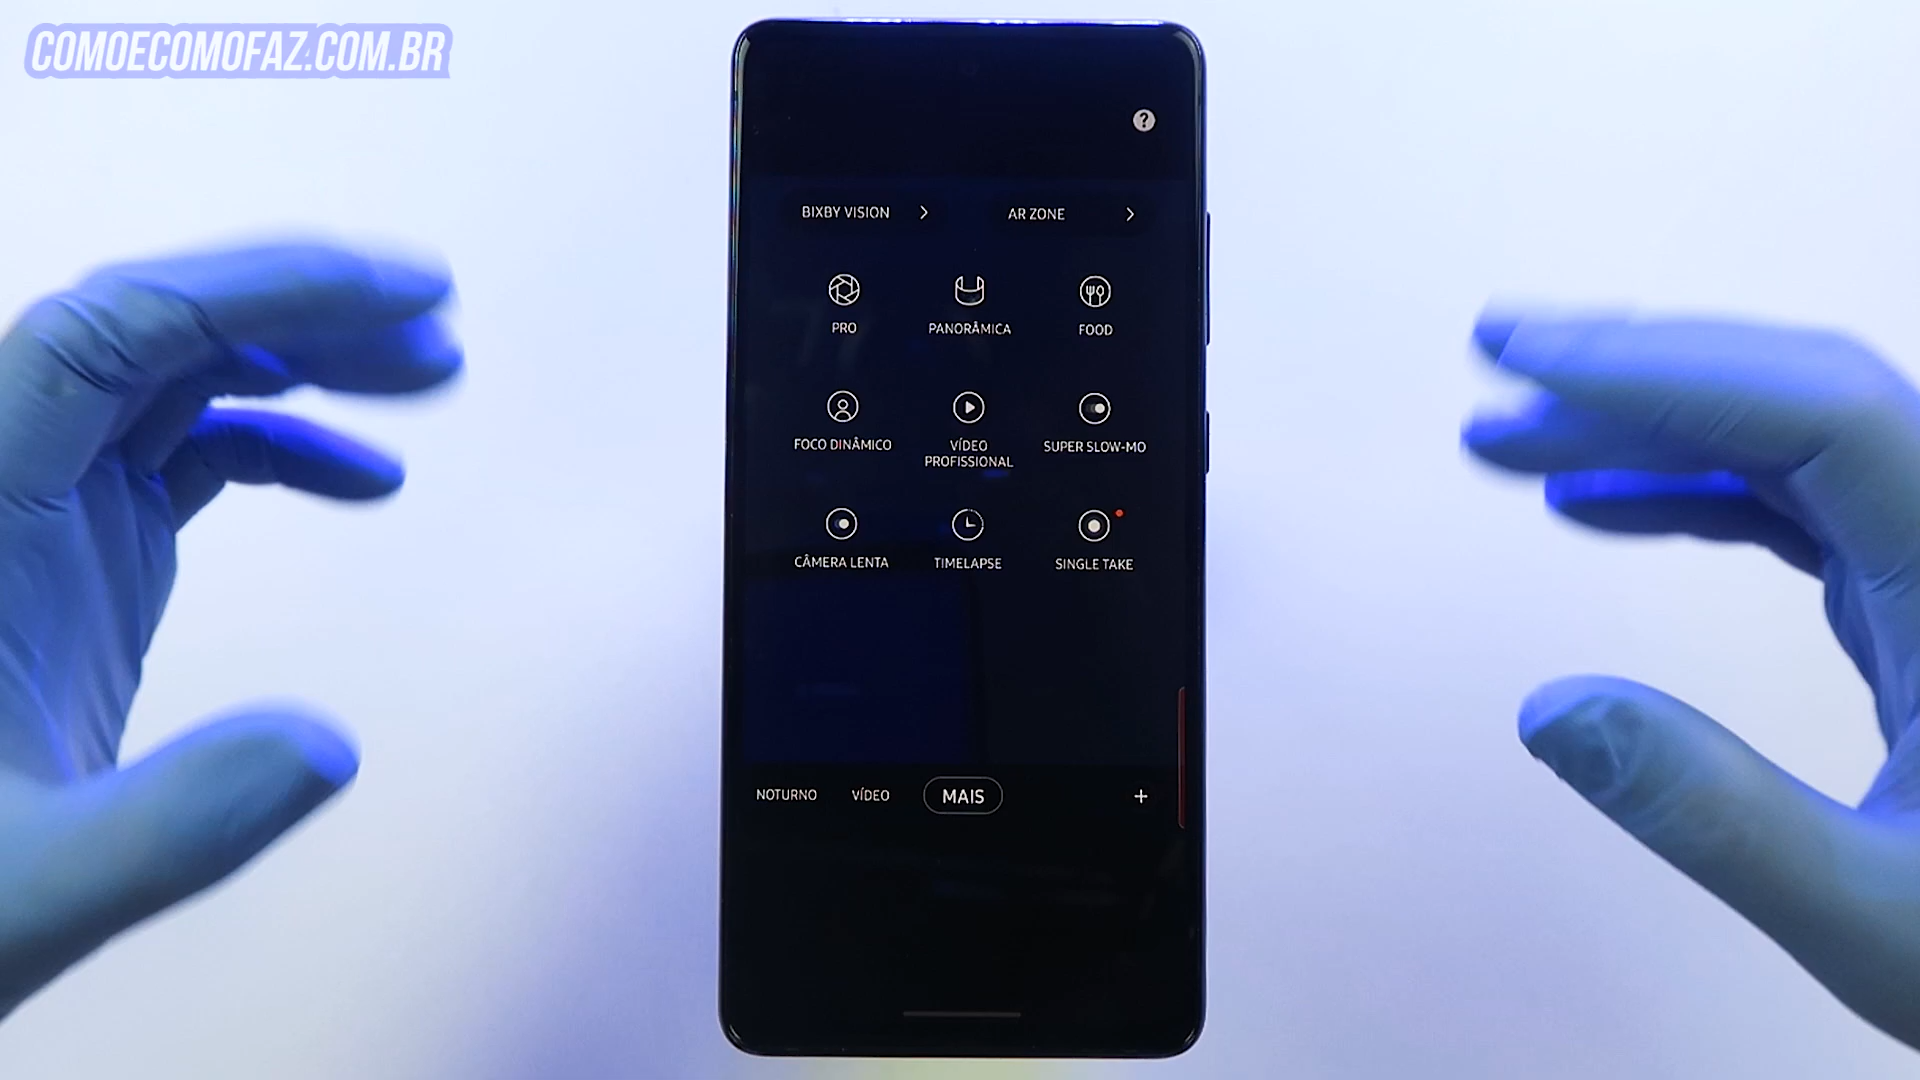 COMOECOMOFAZ.COM.BR
?
BIXBY VISION
AR ZONE
PRO
PANORÂMICA
FOOD
FOCO DINÂMICO
VÍDEO
PROFISSIONAL
SUPER SLOW-MO
CÂMERA LENTA
TIMELAPSE
SINGLE TAKE
NOTURNO
VÍDEO
MAIS
+